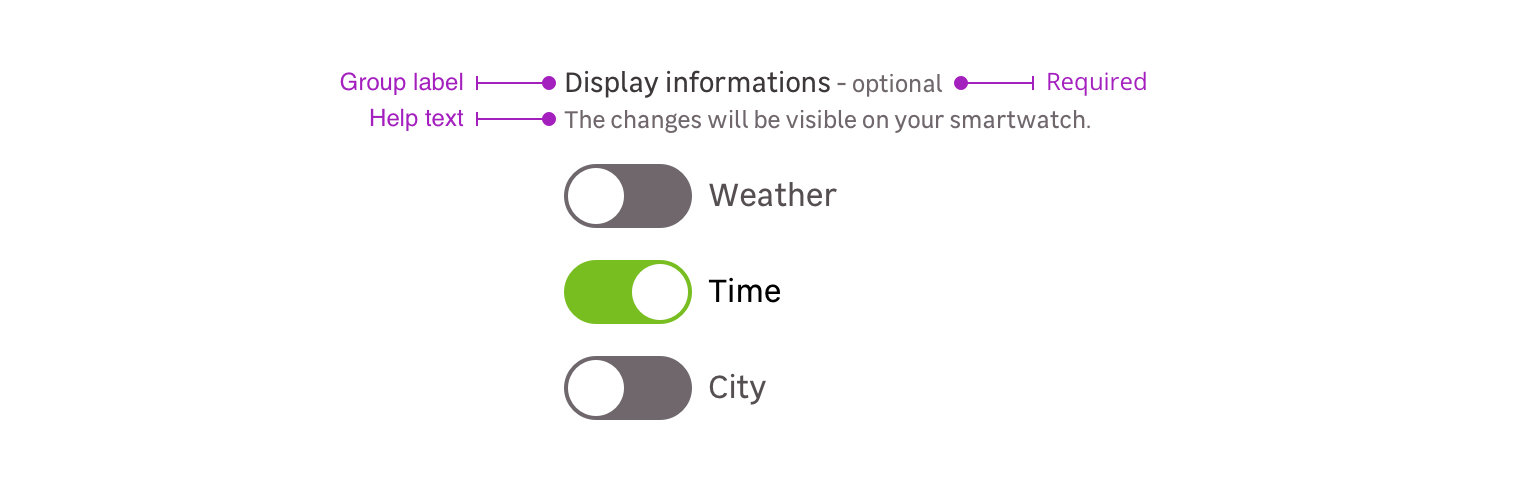 Group label Display informations - optional Required
Help text The changes will be visible on your smartwatch.
Weather
Time
City